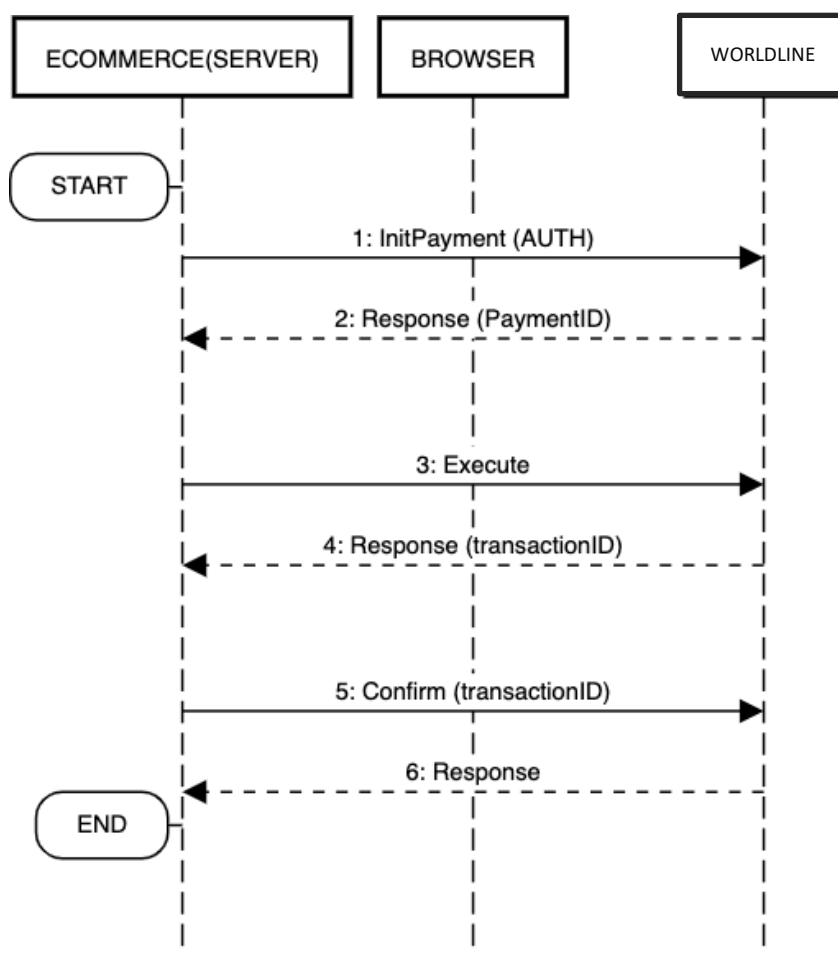 ECOMMERCE(SERVER)
BROWSER
WORLDLINE
START
1: InitPayment (AUTH)
2: Response (PaymentID)
3: Execute
4: Response (transactionID)
5: Confirm (transactionID)
6: Response
END